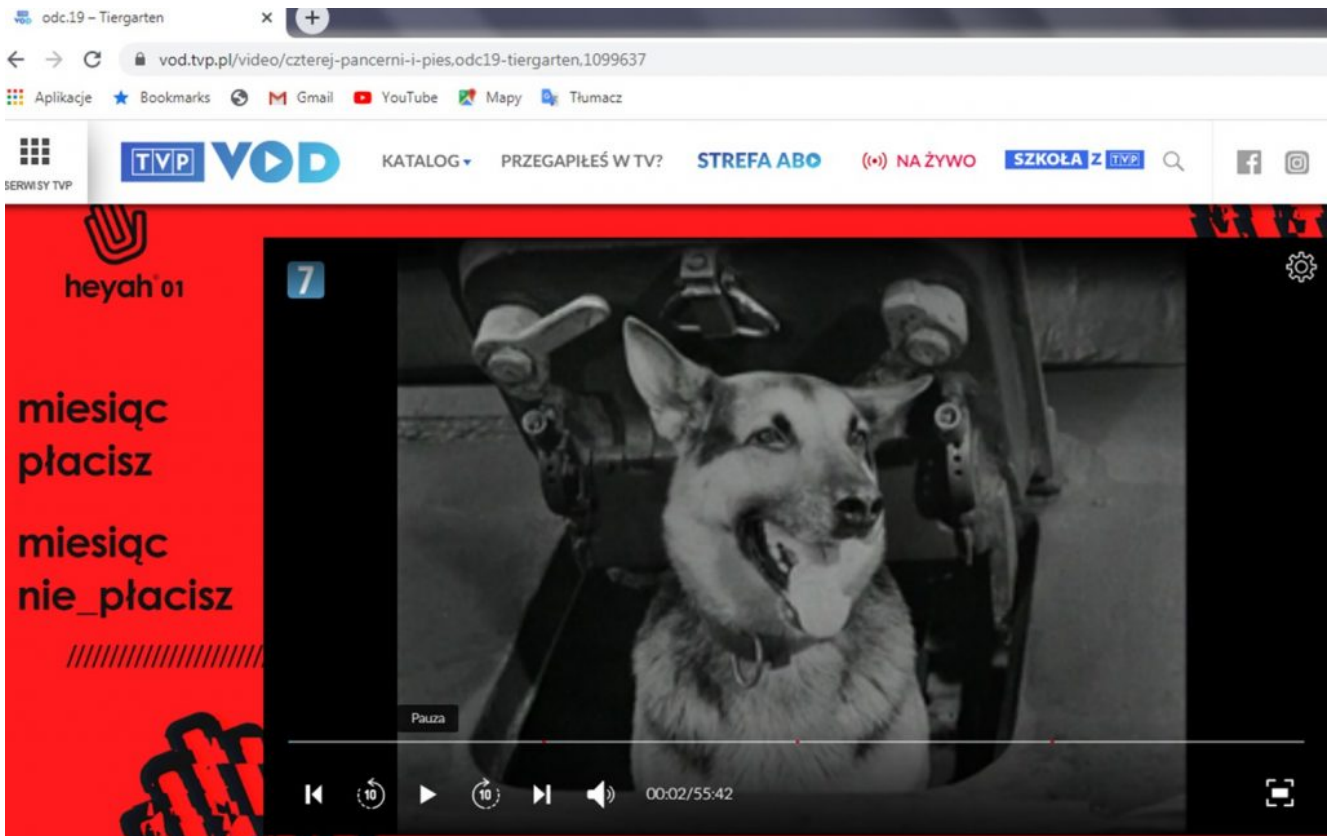 odc.19 – Tiergarten
vod.tvp.pl/video/czterej-pancerni-i-pies,odc19-tiergarten,1099637
Aplikacje Bookmarks Gmail YouTube Mapy Tłumacz
SERWISY TVP
TVP VOD KATALOG PRZEGAPIŁEŚ W TV? STREFA ABO NA ŻYWO SZKOŁA Z TVP
heyah 01
7
miesiąc
płacisz
miesiąc
nie_płacisz
//////////////////////
Pauza
10 10 00:02/55:42